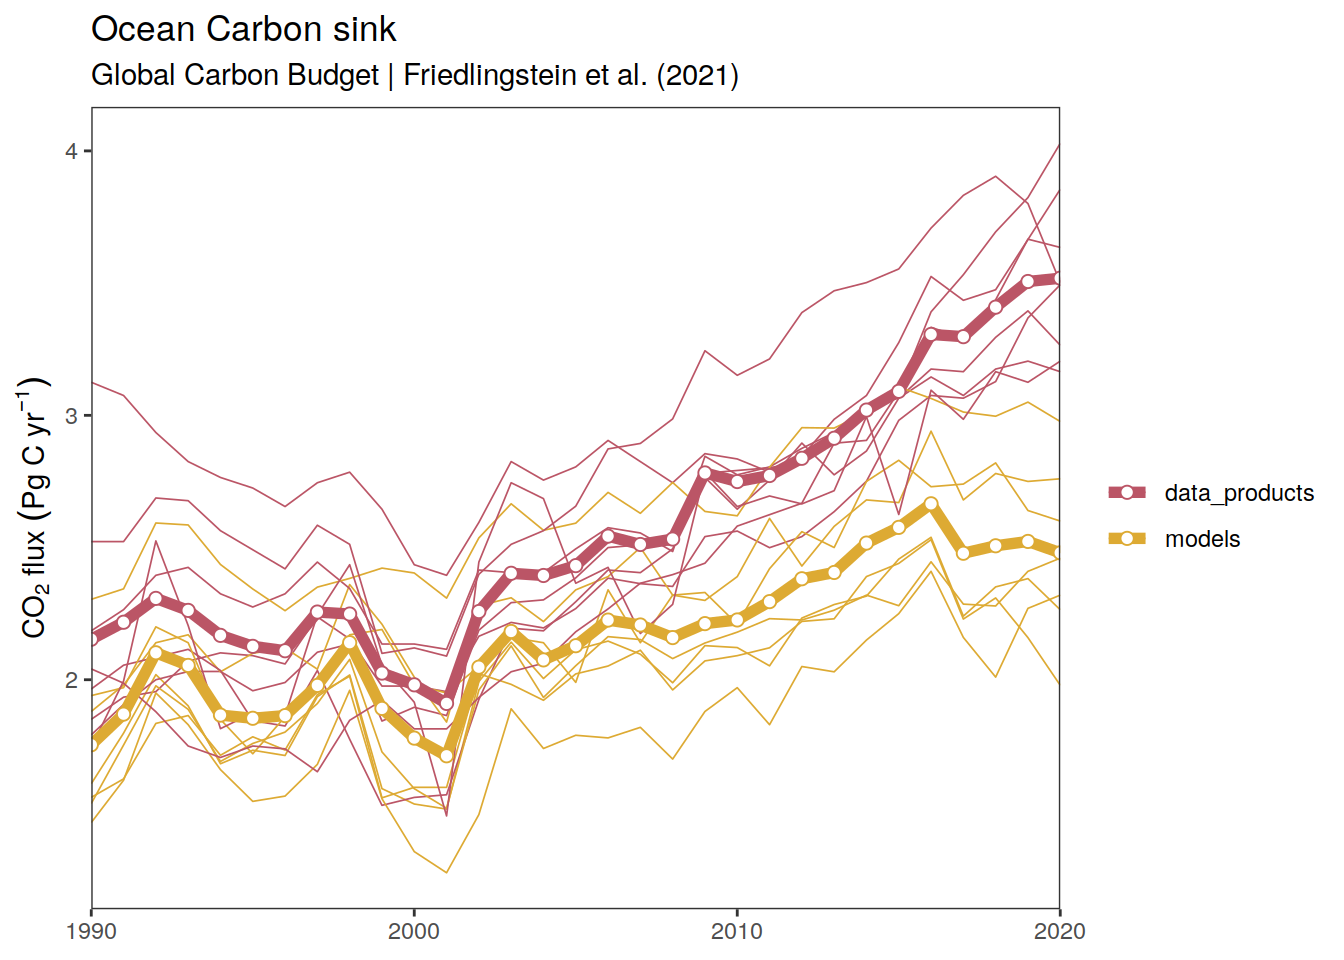 Ocean Carbon sink
Global Carbon Budget | Friedlingstein et al. (2021)
CO₂ flux (Pg C yr⁻¹)
4
3
2
1990
2000
2010
2020
data_products
models